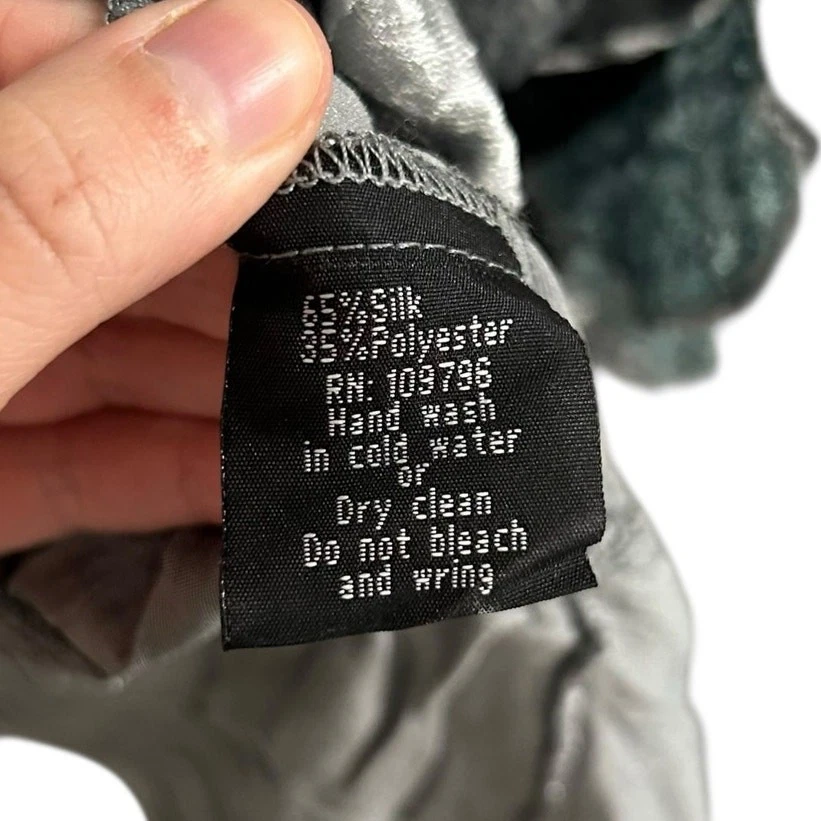 65%Silk
35%Polyester
RN: 109796
Hand wash
in cold water
or
Dry clean
Do not bleach
and wring